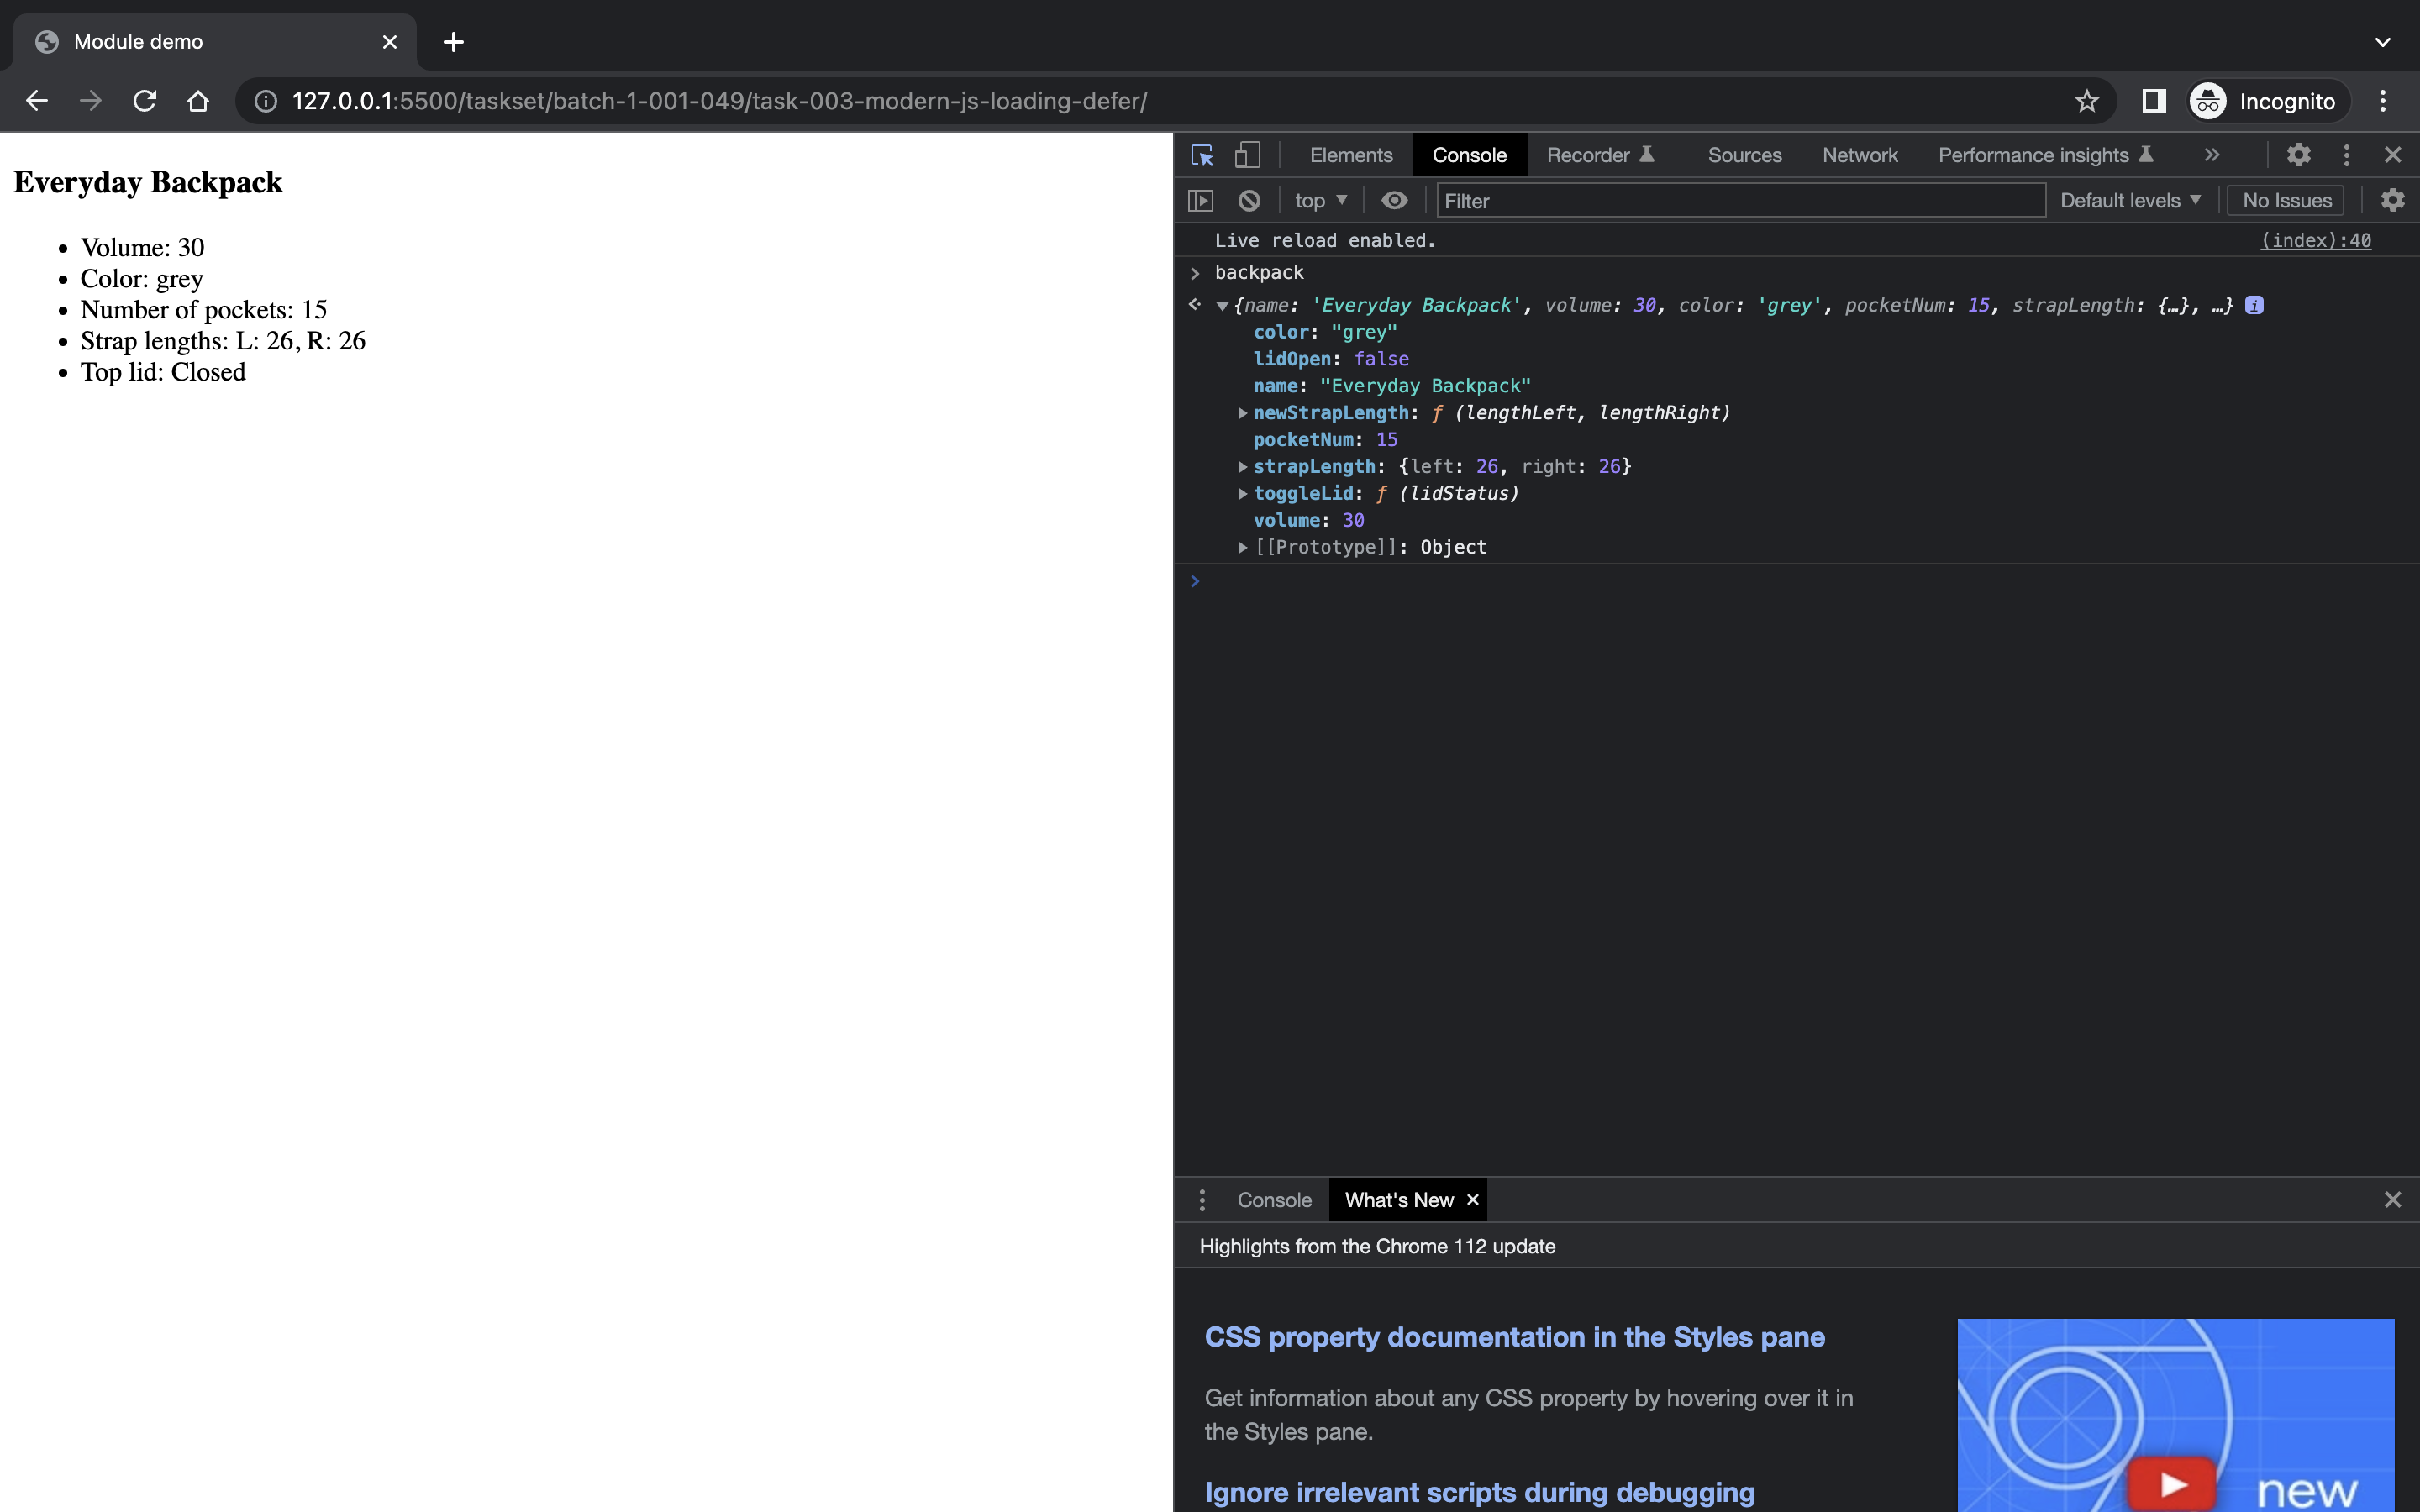 Module demo
127.0.0.1:5500/taskset/batch-1-001-049/task-003-modern-js-loading-defer/
Incognito
Everyday Backpack
Volume: 30
Color: grey
Number of pockets: 15
Strap lengths: L: 26, R: 26
Top lid: Closed
Elements Console Recorder Sources Network Performance insights
top Filter Default levels No Issues
Live reload enabled. (index):40
backpack
{name: 'Everyday Backpack', volume: 30, color: 'grey', pocketNum: 15, strapLength: {…}, …}
color: "grey"
lidOpen: false
name: "Everyday Backpack"
newStrapLength: ƒ (lengthLeft, lengthRight)
pocketNum: 15
strapLength: {left: 26, right: 26}
toggleLid: ƒ (lidStatus)
volume: 30
[[Prototype]]: Object
Console What's New
Highlights from the Chrome 112 update
CSS property documentation in the Styles pane
Get information about any CSS property by hovering over it in
the Styles pane.
Ignore irrelevant scripts during debugging
new